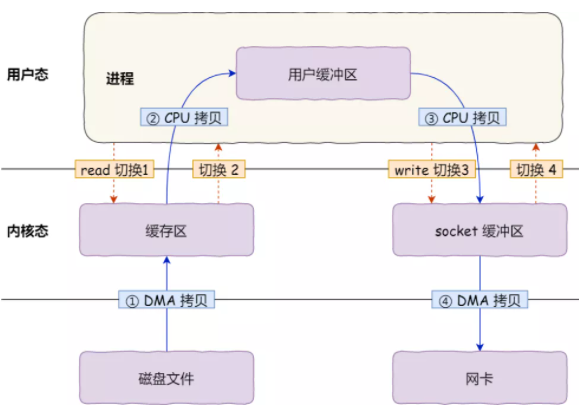 用户态
进程
用户缓冲区
② CPU 拷贝
③ CPU 拷贝
read 切换1
切换 2
write 切换3
切换 4
内核态
缓存区
socket 缓冲区
① DMA 拷贝
④ DMA 拷贝
磁盘文件
网卡